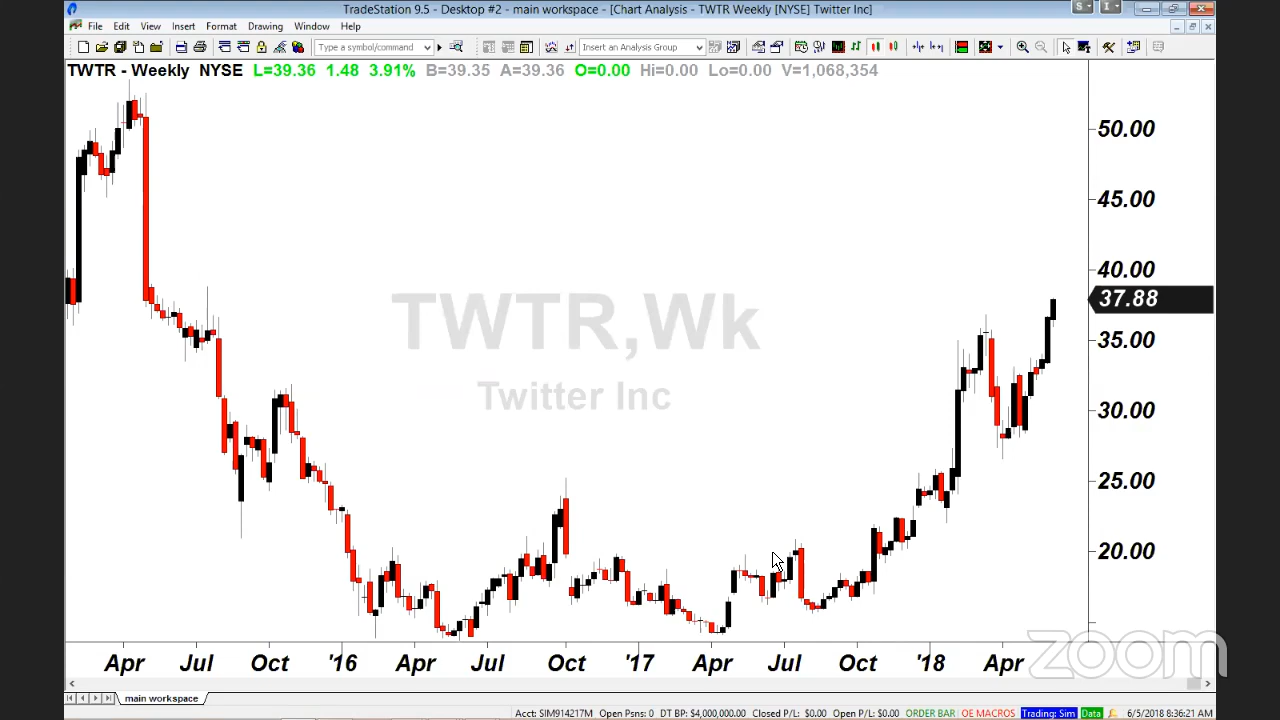 TradeStation 9.5 - Desktop #2 - main workspace - [Chart Analysis - TWTR Weekly [NYSE] Twitter Inc]
S
I
File Edit View Insert Format Drawing Window Help
Type a symbol/command
Insert an Analysis Group
TWTR - Weekly NYSE L=39.36 1.48 3.91% B=39.35 A=39.36 O=0.00 Hi=0.00 Lo=0.00 V=1,068,354
50.00
45.00
40.00
37.88
TWTR,Wk
35.00
Twitter Inc
30.00
25.00
20.00
Apr Jul Oct '16 Apr Jul Oct '17 Apr Jul Oct '18 Apr
zoom
main workspace
Acct: SIM914217M Open Posns: 0 DT BP: $4,000,000.00 Closed P/L: $0.00 Open P/L: $0.00 ORDER BAR OE MACROS Trading: Sim Data 6/5/2018 8:36:21 AM